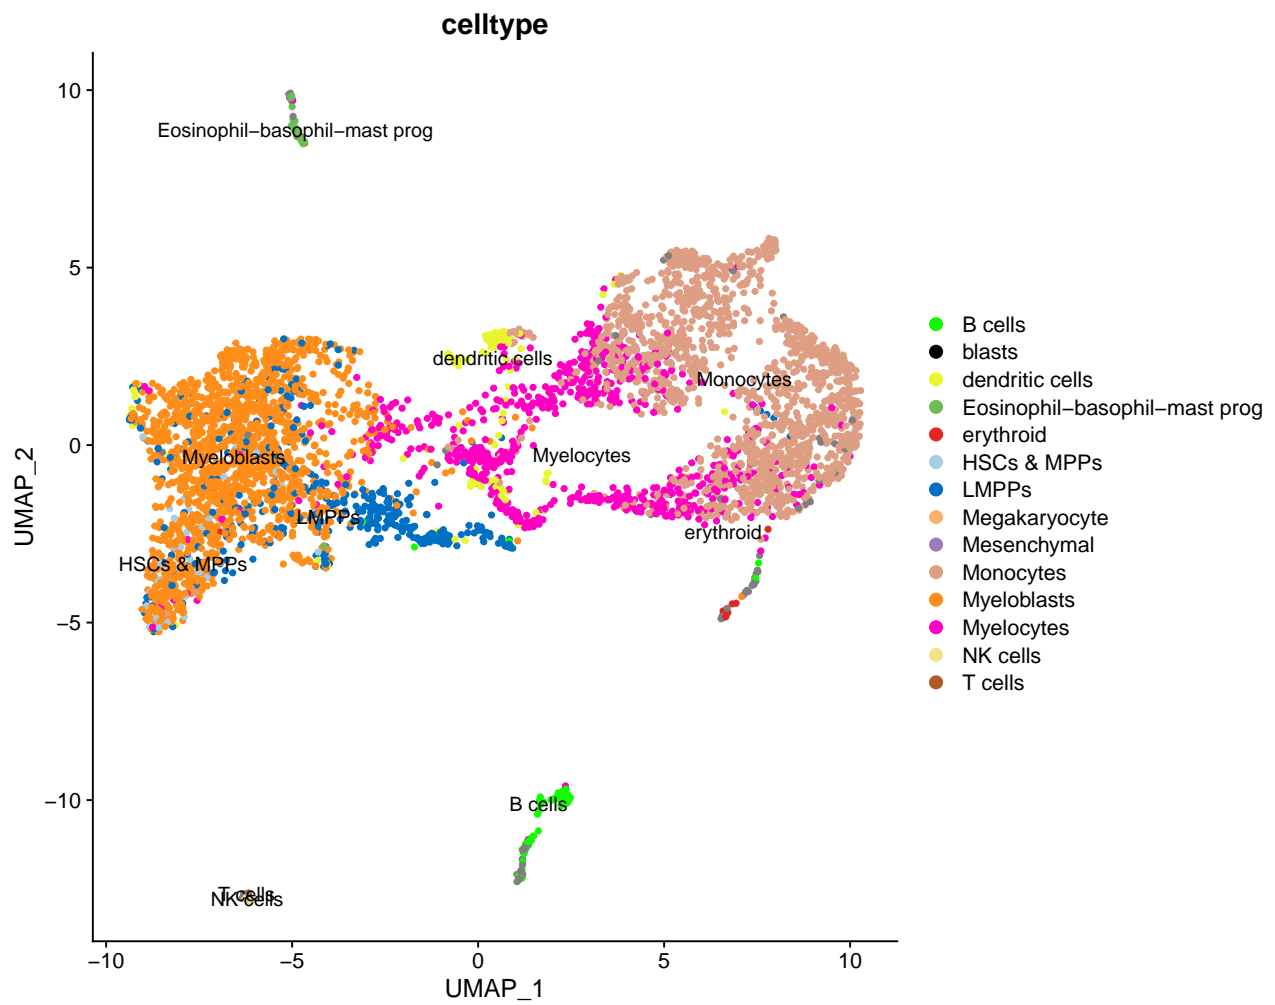 celltype
10
Eosinophil−basophil−mast prog
5
dendritic cells
Monocytes
0
Myeloblasts
Myelocytes
LMPPs
erythroid
HSCs & MPPs
−5
−10
B cells
T cells
NK cells
−10
−5
0
5
10
UMAP_1
UMAP_2
B cells
blasts
dendritic cells
Eosinophil−basophil−mast prog
erythroid
HSCs & MPPs
LMPPs
Megakaryocyte
Mesenchymal
Monocytes
Myeloblasts
Myelocytes
NK cells
T cells